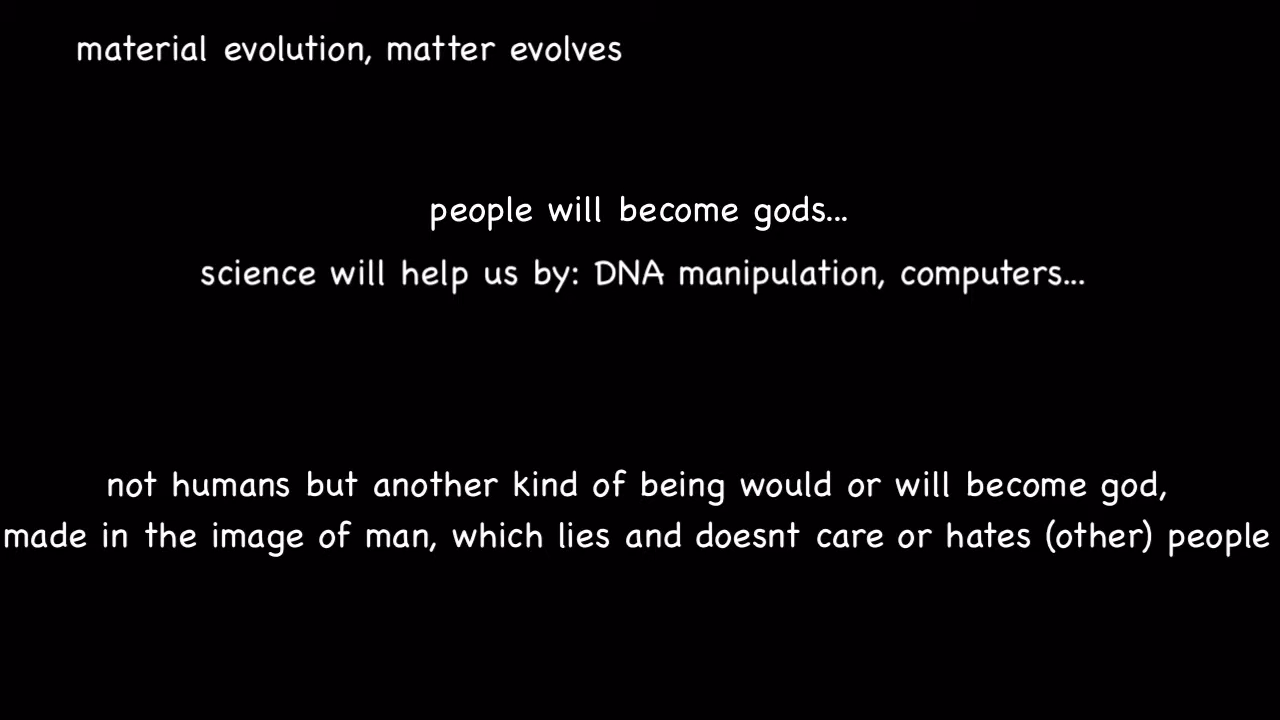 material evolution, matter evolves
people will become gods...
science will help us by: DNA manipulation, computers...
not humans but another kind of being would or will become god,
made in the image of man, which lies and doesnt care or hates (other) people